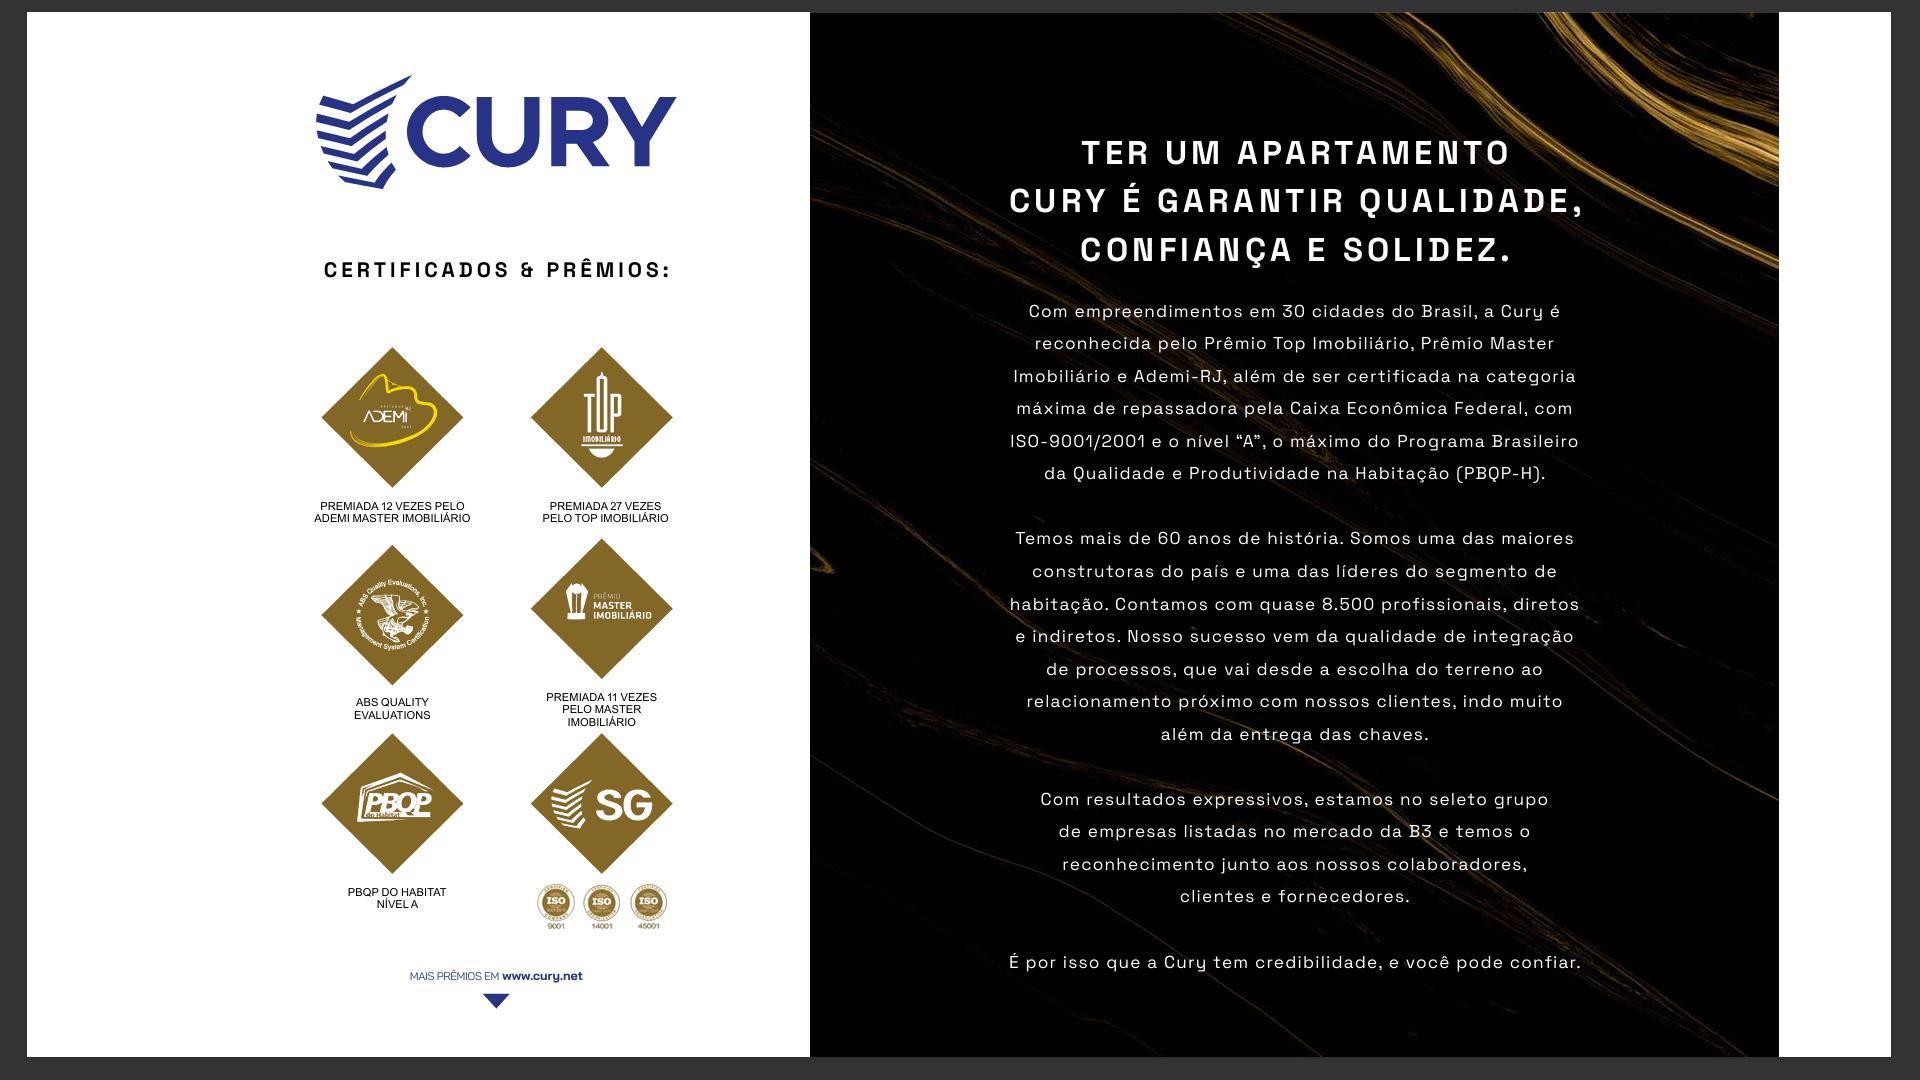 CURY
CERTIFICADOS & PRÊMIOS:
ADEMI
TOP
IMOBILIÁRIO
PREMIADA 12 VEZES PELO
ADEMI MASTER IMOBILIÁRIO
PREMIADA 27 VEZES
PELO TOP IMOBILIÁRIO
ABS Quality Evaluations, Inc.
Management System Certification
PRÊMIO
MASTER
IMOBILIÁRIO
ABS QUALITY
EVALUATIONS
PREMIADA 11 VEZES
PELO MASTER
IMOBILIÁRIO
PBQP
do Habitat
SG
PBQP DO HABITAT
NÍVEL A
ISO
9001
ISO
14001
ISO
45001
MAIS PRÊMIOS EM www.cury.net
TER UM APARTAMENTO
CURY É GARANTIR QUALIDADE,
CONFIANÇA E SOLIDEZ.
Com empreendimentos em 30 cidades do Brasil, a Cury é
reconhecida pelo Prêmio Top Imobiliário, Prêmio Master
Imobiliário e Ademi-RJ, além de ser certificada na categoria
máxima de repassadora pela Caixa Econômica Federal, com
ISO-9001/2001 e o nível “A”, o máximo do Programa Brasileiro
da Qualidade e Produtividade na Habitação (PBQP-H).
Temos mais de 60 anos de história. Somos uma das maiores
construtoras do país e uma das líderes do segmento de
habitação. Contamos com quase 8.500 profissionais, diretos
e indiretos. Nosso sucesso vem da qualidade de integração
de processos, que vai desde a escolha do terreno ao
relacionamento próximo com nossos clientes, indo muito
além da entrega das chaves.
Com resultados expressivos, estamos no seleto grupo
de empresas listadas no mercado da B3 e temos o
reconhecimento junto aos nossos colaboradores,
clientes e fornecedores.
É por isso que a Cury tem credibilidade, e você pode confiar.